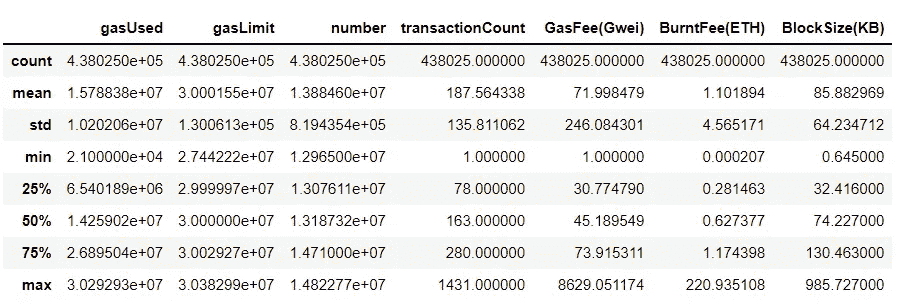 gasUsed gasLimit number transactionCount GasFee(Gwei) BurntFee(ETH) BlockSize(KB)
count 4.380250e+05 4.380250e+05 4.380250e+05 438025.000000 438025.000000 438025.000000 438025.000000
mean 1.578838e+07 3.000155e+07 1.388460e+07 187.564338 71.998479 1.101894 85.882969
std 1.020206e+07 1.300613e+05 8.194354e+05 135.811062 246.084301 4.565171 64.234712
min 2.100000e+04 2.744222e+07 1.296500e+07 1.000000 1.000000 0.000207 0.645000
25% 6.540189e+06 2.999997e+07 1.307611e+07 78.000000 30.774790 0.281463 32.416000
50% 1.425902e+07 3.000000e+07 1.318732e+07 163.000000 45.189549 0.627377 74.227000
75% 2.689504e+07 3.002927e+07 1.471000e+07 280.000000 73.915311 1.174398 130.463000
max 3.029293e+07 3.038299e+07 1.482277e+07 1431.000000 8629.051174 220.935108 985.727000